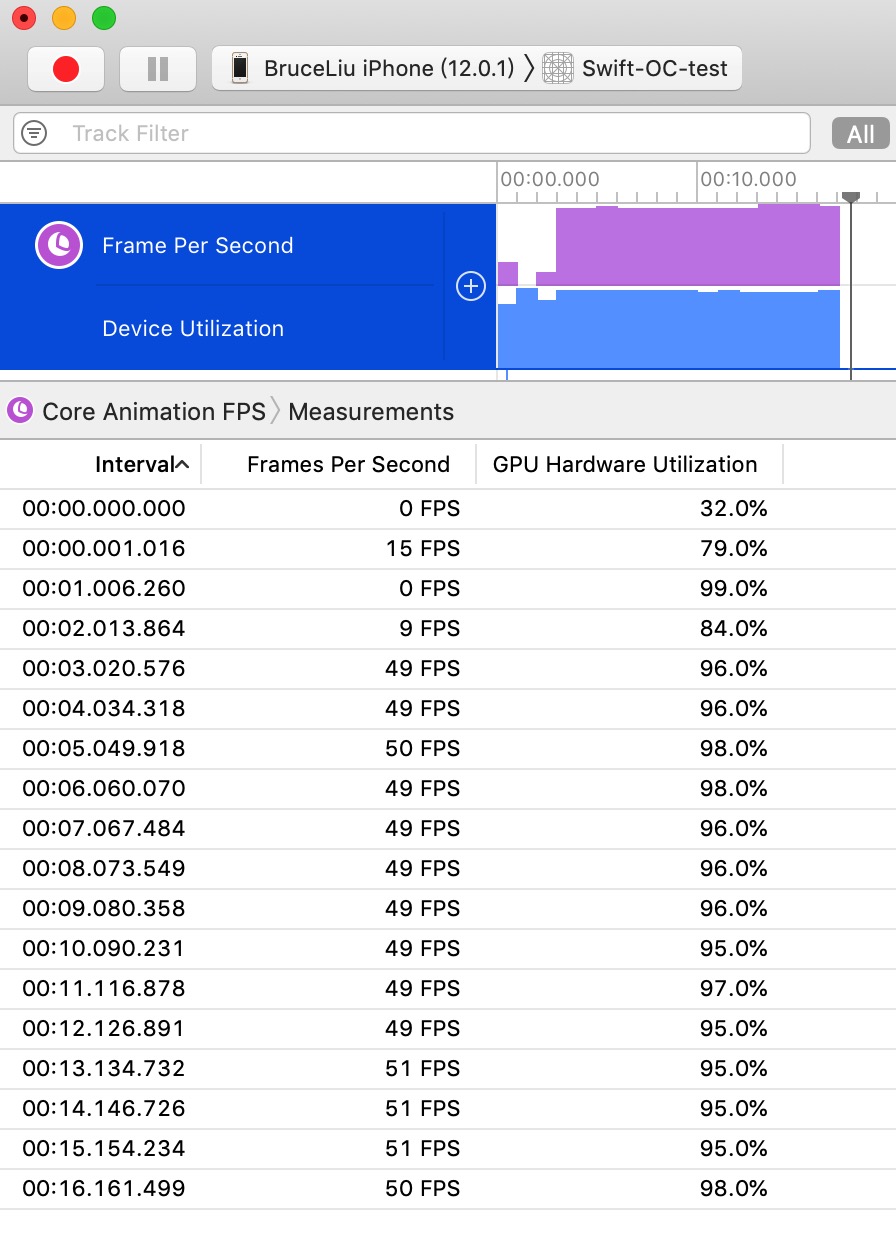 BruceLiu iPhone (12.0.1) 〉 Swift-OC-test
Track Filter All
00:00.000 00:10.000
Frame Per Second
Device Utilization
Core Animation FPS 〉 Measurements
Interval Frames Per Second GPU Hardware Utilization
00:00.000.000 0 FPS 32.0%
00:00.001.016 15 FPS 79.0%
00:01.006.260 0 FPS 99.0%
00:02.013.864 9 FPS 84.0%
00:03.020.576 49 FPS 96.0%
00:04.034.318 49 FPS 96.0%
00:05.049.918 50 FPS 98.0%
00:06.060.070 49 FPS 98.0%
00:07.067.484 49 FPS 96.0%
00:08.073.549 49 FPS 96.0%
00:09.080.358 49 FPS 96.0%
00:10.090.231 49 FPS 95.0%
00:11.116.878 49 FPS 97.0%
00:12.126.891 49 FPS 95.0%
00:13.134.732 51 FPS 95.0%
00:14.146.726 51 FPS 95.0%
00:15.154.234 51 FPS 95.0%
00:16.161.499 50 FPS 98.0%